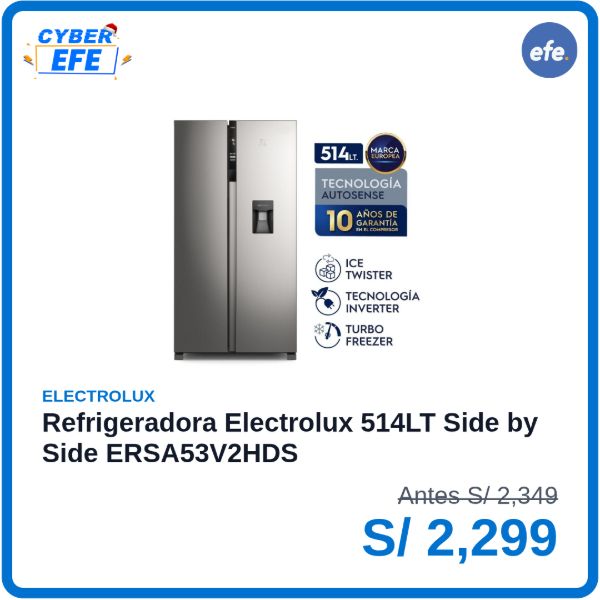 CYBER
EFE
efe.
514LT.
MARCA
EUROPEA
TECNOLOGÍA
AUTOSENSE
10 AÑOS DE
GARANTÍA
EN EL COMPRESOR
ICE
TWISTER
TECNOLOGÍA
INVERTER
TURBO
FREEZER
ELECTROLUX
Refrigeradora Electrolux 514LT Side by
Side ERSA53V2HDS
Antes S/ 2,349
S/ 2,299